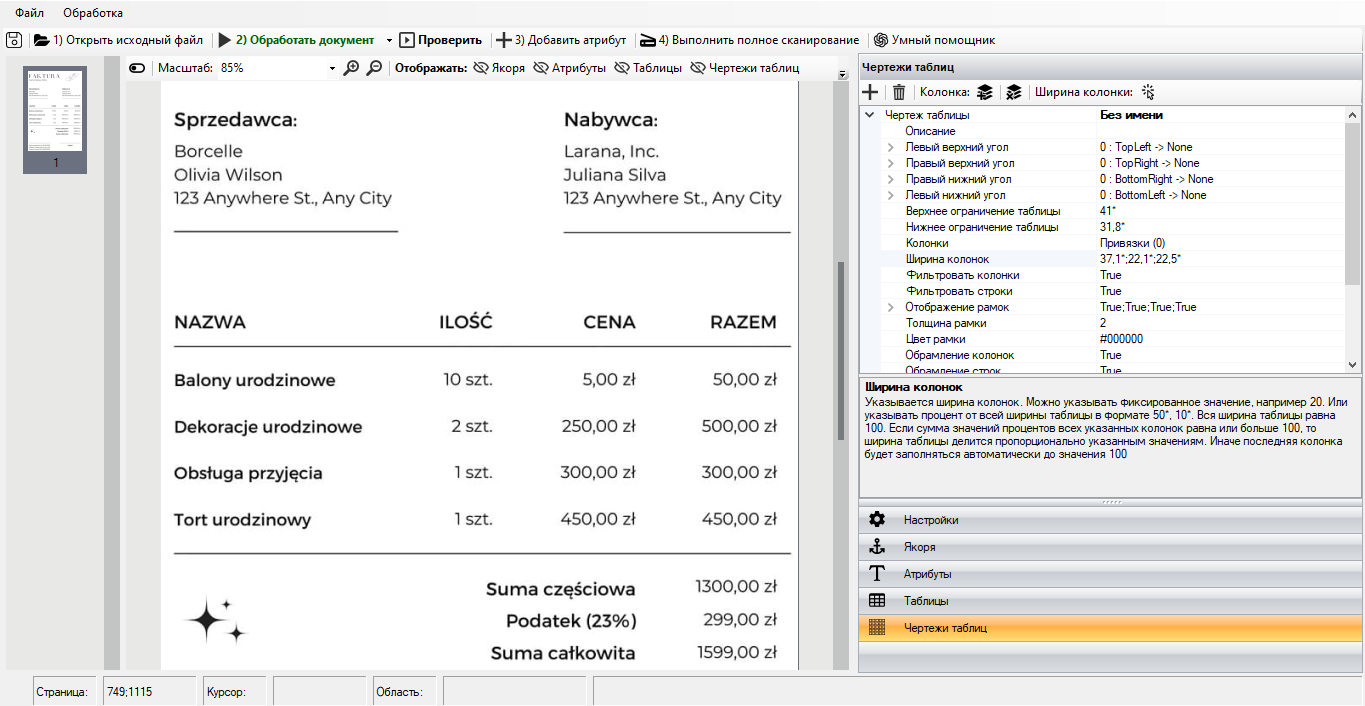 Файл Обработка
1) Открыть исходный файл 2) Обработать документ Проверить 3) Добавить атрибут 4) Выполнить полное сканирование Умный помощник
FAKTURA
1
Масштаб: 85% Отображать: Якоря Атрибуты Таблицы Чертежи таблиц
Sprzedawca: Nabywca:
Borcelle Larana, Inc.
Olivia Wilson Juliana Silva
123 Anywhere St., Any City 123 Anywhere St., Any City
NAZWA ILOŚĆ CENA RAZEM
Balony urodzinowe 10 szt. 5,00 zł 50,00 zł
Dekoracje urodzinowe 2 szt. 250,00 zł 500,00 zł
Obsługa przyjęcia 1 szt. 300,00 zł 300,00 zł
Tort urodzinowy 1 szt. 450,00 zł 450,00 zł
Suma częściowa 1300,00 zł
Podatek (23%) 299,00 zł
Suma całkowita 1599,00 zł
Чертежи таблиц
Колонка: Ширина колонки:
Чертеж таблицы Без имени
Описание
Левый верхний угол 0 : TopLeft -> None
Правый верхний угол 0 : TopRight -> None
Правый нижний угол 0 : BottomRight -> None
Левый нижний угол 0 : BottomLeft -> None
Верхнее ограничение таблицы 41*
Нижнее ограничение таблицы 31,8*
Колонки Привязки (0)
Ширина колонок 37,1*;22,1*;22,5*
Фильтровать колонки True
Фильтровать строки True
Отображение рамок True;True;True;True
Толщина рамки 2
Цвет рамки #000000
Обрамление колонок True
Обрамление строк True
Ширина колонок
Указывается ширина колонок. Можно указывать фиксированное значение, например 20. Или
указывать процент от всей ширины таблицы в формате 50*, 10*. Вся ширина таблицы равна
100. Если сумма значений процентов всех указанных колонок равна или больше 100, то
ширина таблицы делится пропорционально указанным значениям. Иначе последняя колонка
будет заполняться автоматически до значения 100
Настройки
Якоря
Атрибуты
Таблицы
Чертежи таблиц
Страница: 749;1115 Курсор: Область: